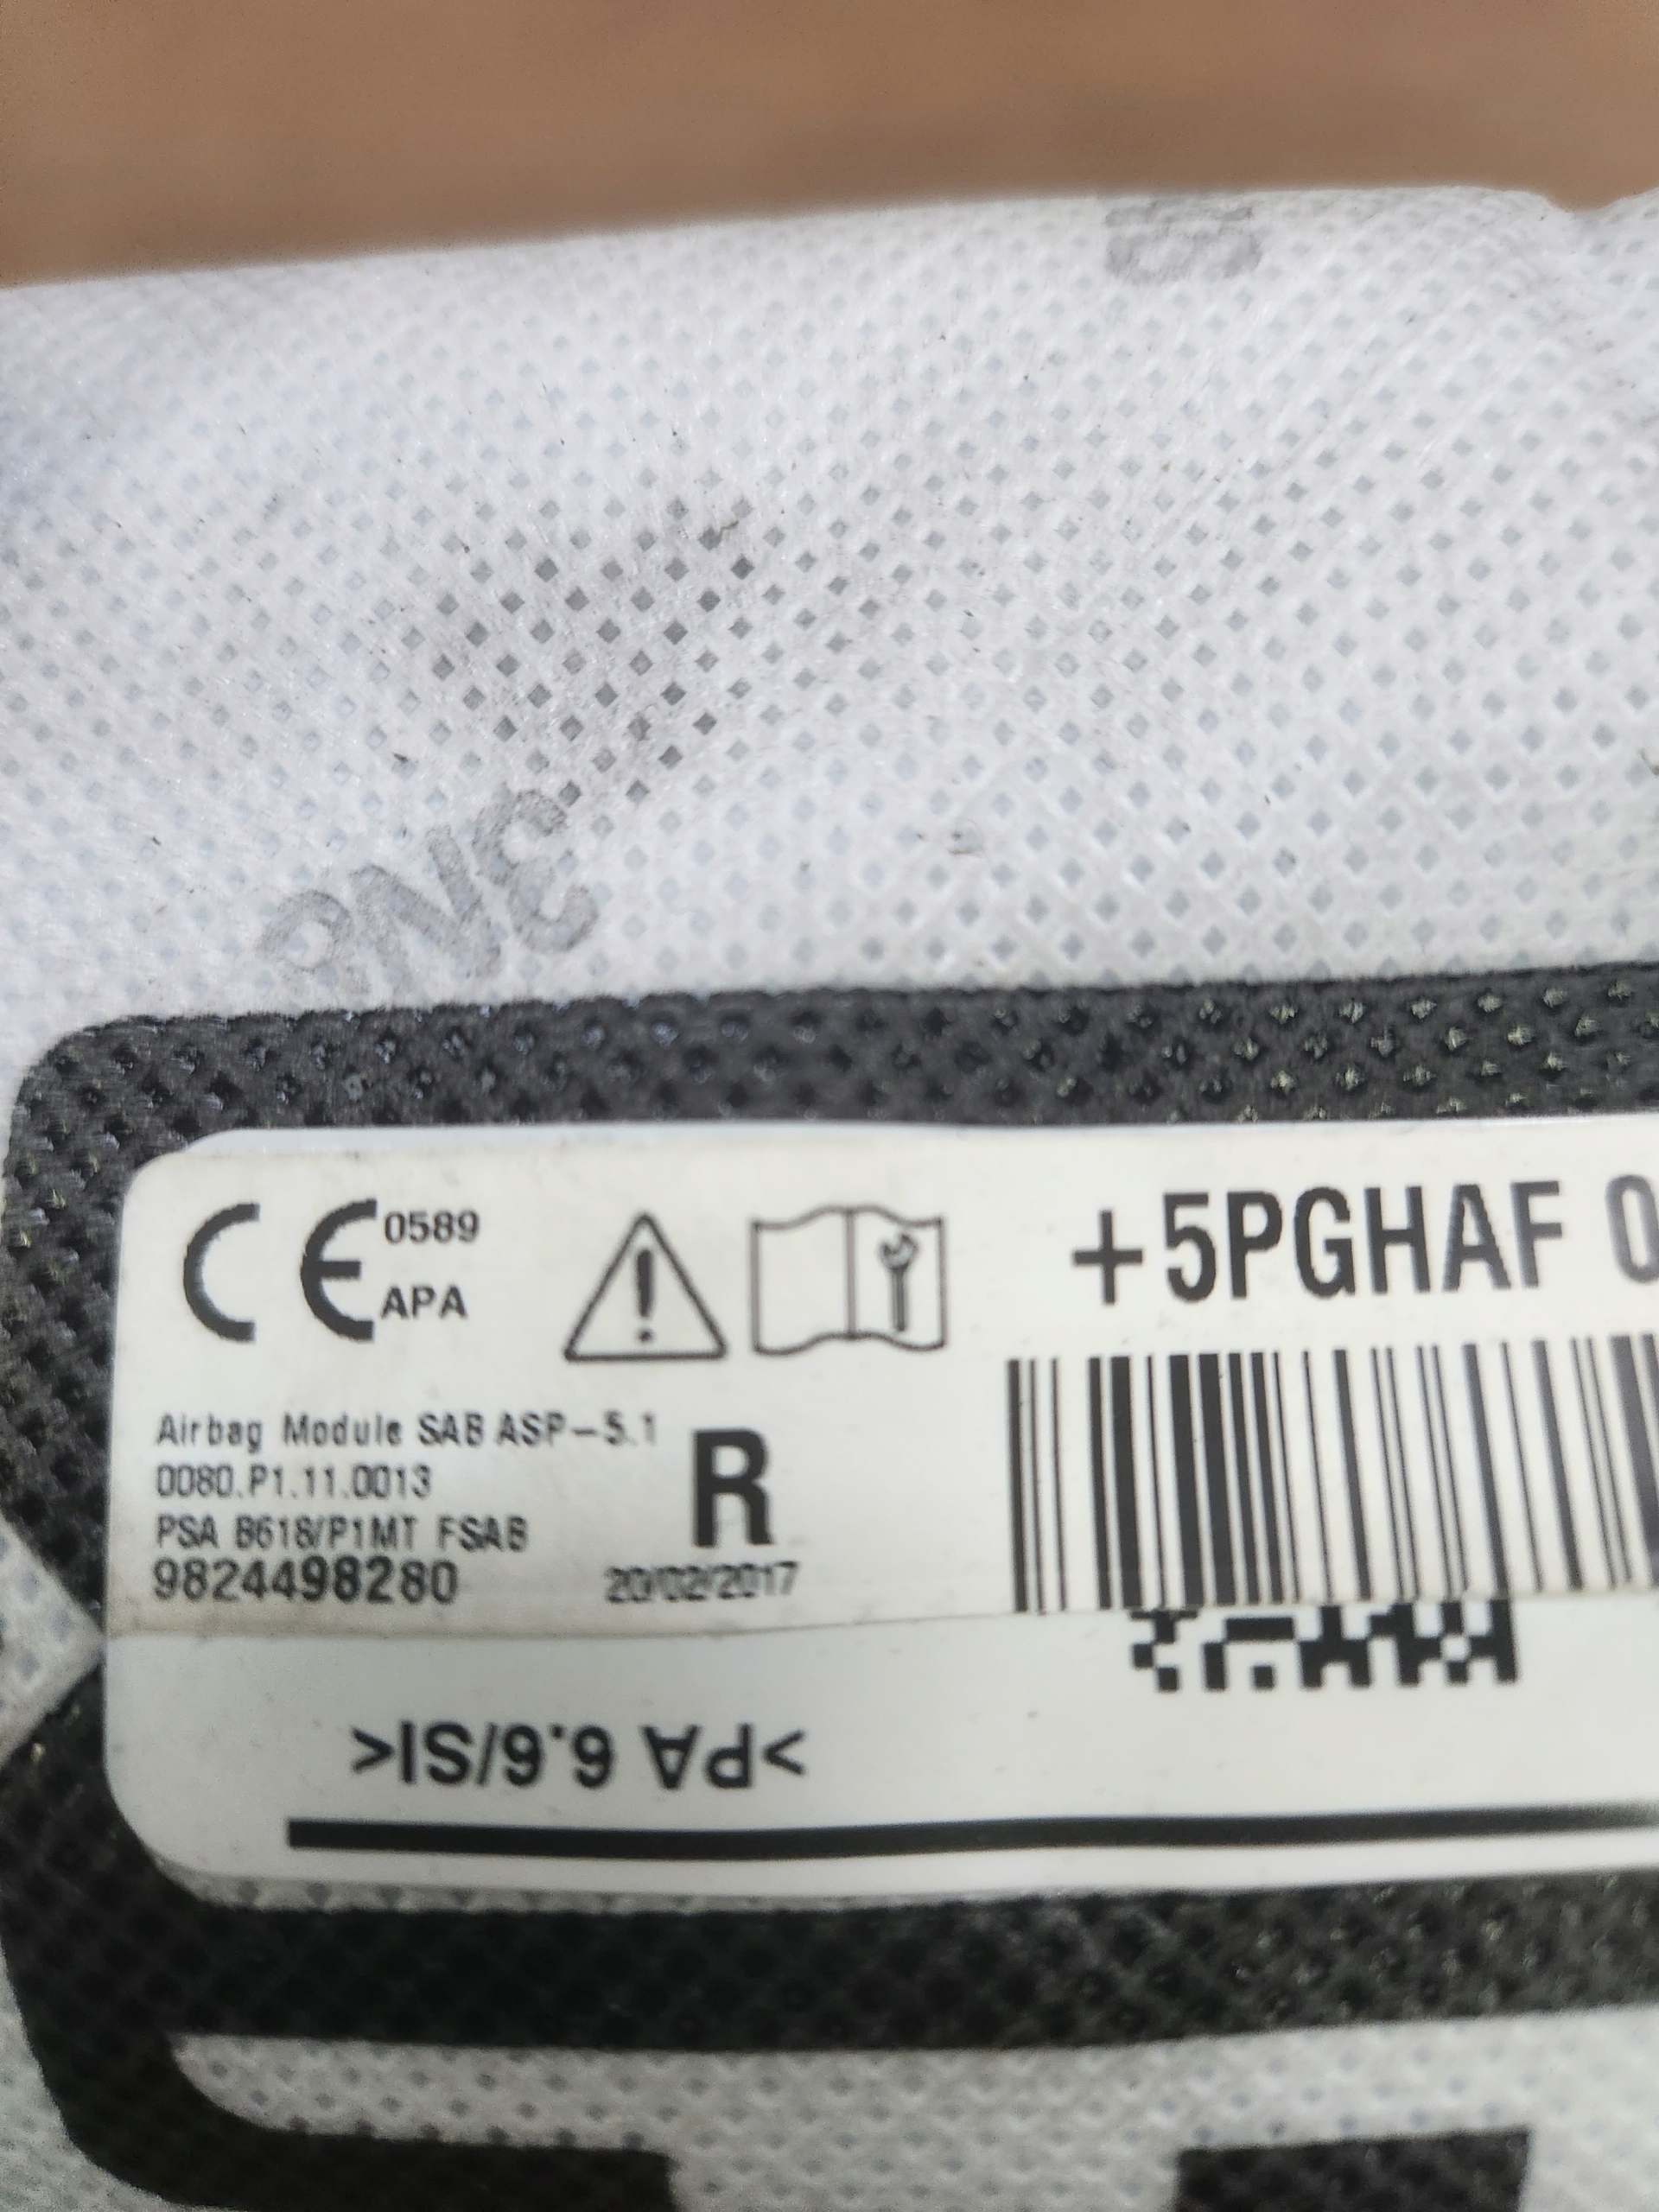 CE 0589
APA
+5PGHAF 0
Airbag Module SAB ASP-5.1
0080.P1.11.0013
R
PSA B618/P1MT FSAB
9824498280
20/02/2017
>PA 6.6/SI<